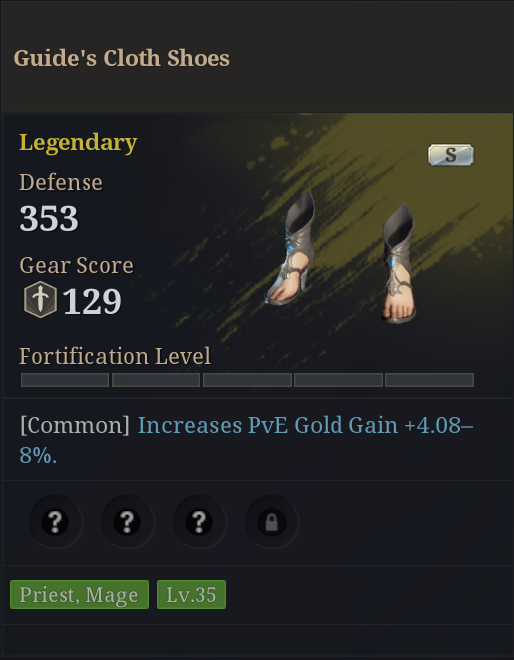 Guide's Cloth Shoes
Legendary
S
Defense
353
Gear Score
129
Fortification Level
[Common] Increases PvE Gold Gain +4.08–
8%.
? ? ?
Priest, Mage Lv.35